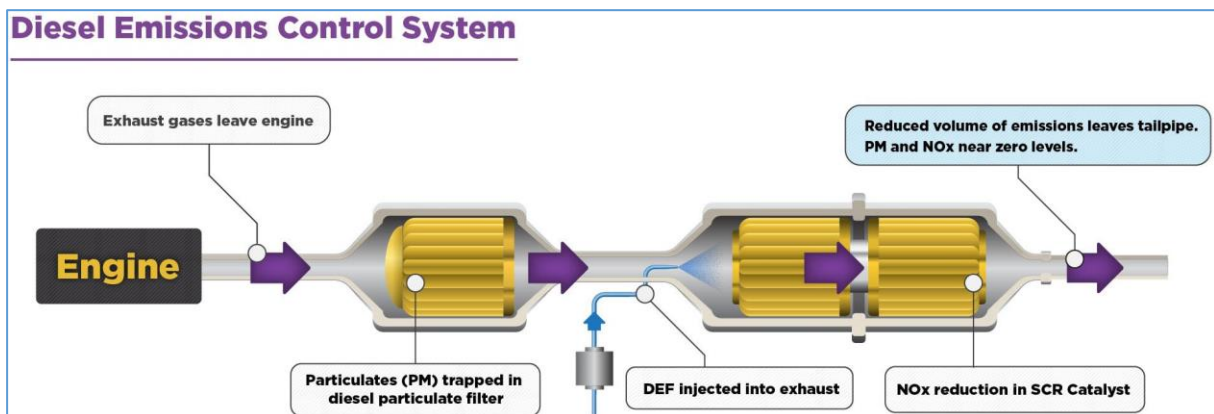 Diesel Emissions Control System
Exhaust gases leave engine
Reduced volume of emissions leaves tailpipe.
PM and NOx near zero levels.
Engine
Particulates (PM) trapped in
diesel particulate filter
DEF injected into exhaust
NOx reduction in SCR Catalyst